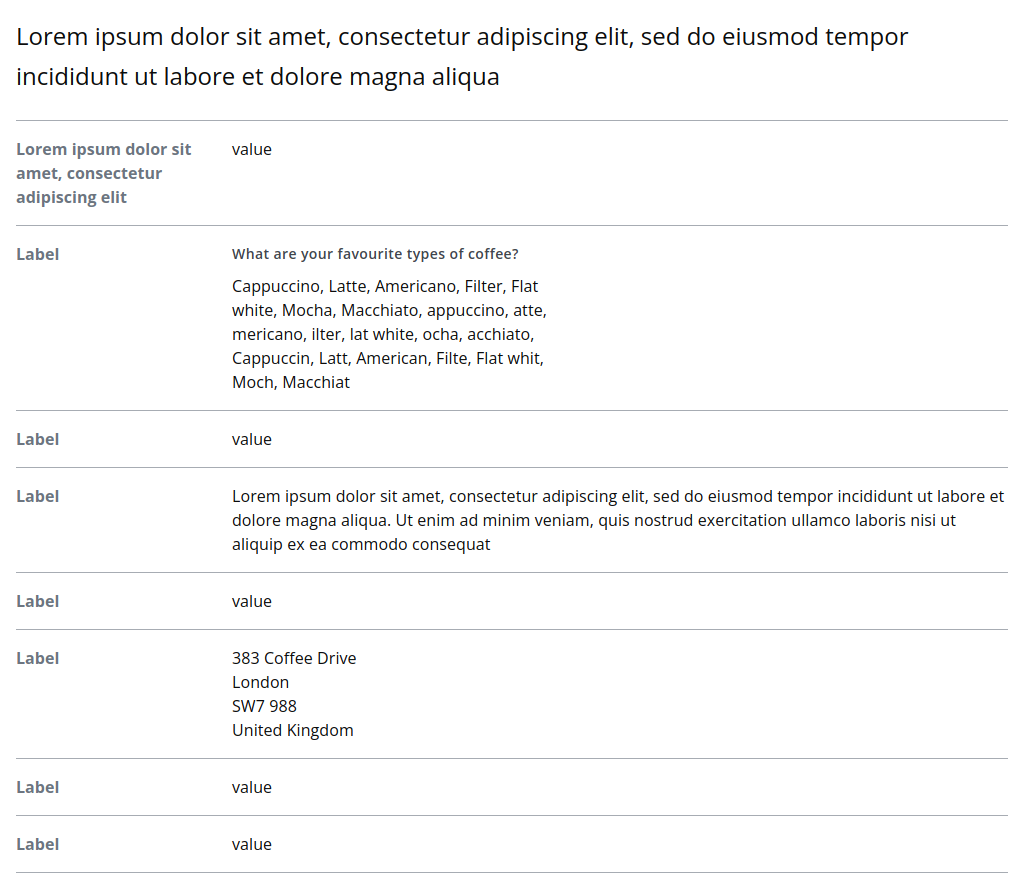 Lorem ipsum dolor sit amet, consectetur adipiscing elit, sed do eiusmod tempor
incididunt ut labore et dolore magna aliqua
Lorem ipsum dolor sit
amet, consectetur
adipiscing elit
value
Label
What are your favourite types of coffee?
Cappuccino, Latte, Americano, Filter, Flat
white, Mocha, Macchiato, appuccino, atte,
mericano, ilter, lat white, ocha, acchiato,
Cappuccin, Latt, American, Filte, Flat whit,
Moch, Macchiat
Label
value
Label
Lorem ipsum dolor sit amet, consectetur adipiscing elit, sed do eiusmod tempor incididunt ut labore et
dolore magna aliqua. Ut enim ad minim veniam, quis nostrud exercitation ullamco laboris nisi ut
aliquip ex ea commodo consequat
Label
value
Label
383 Coffee Drive
London
SW7 988
United Kingdom
Label
value
Label
value